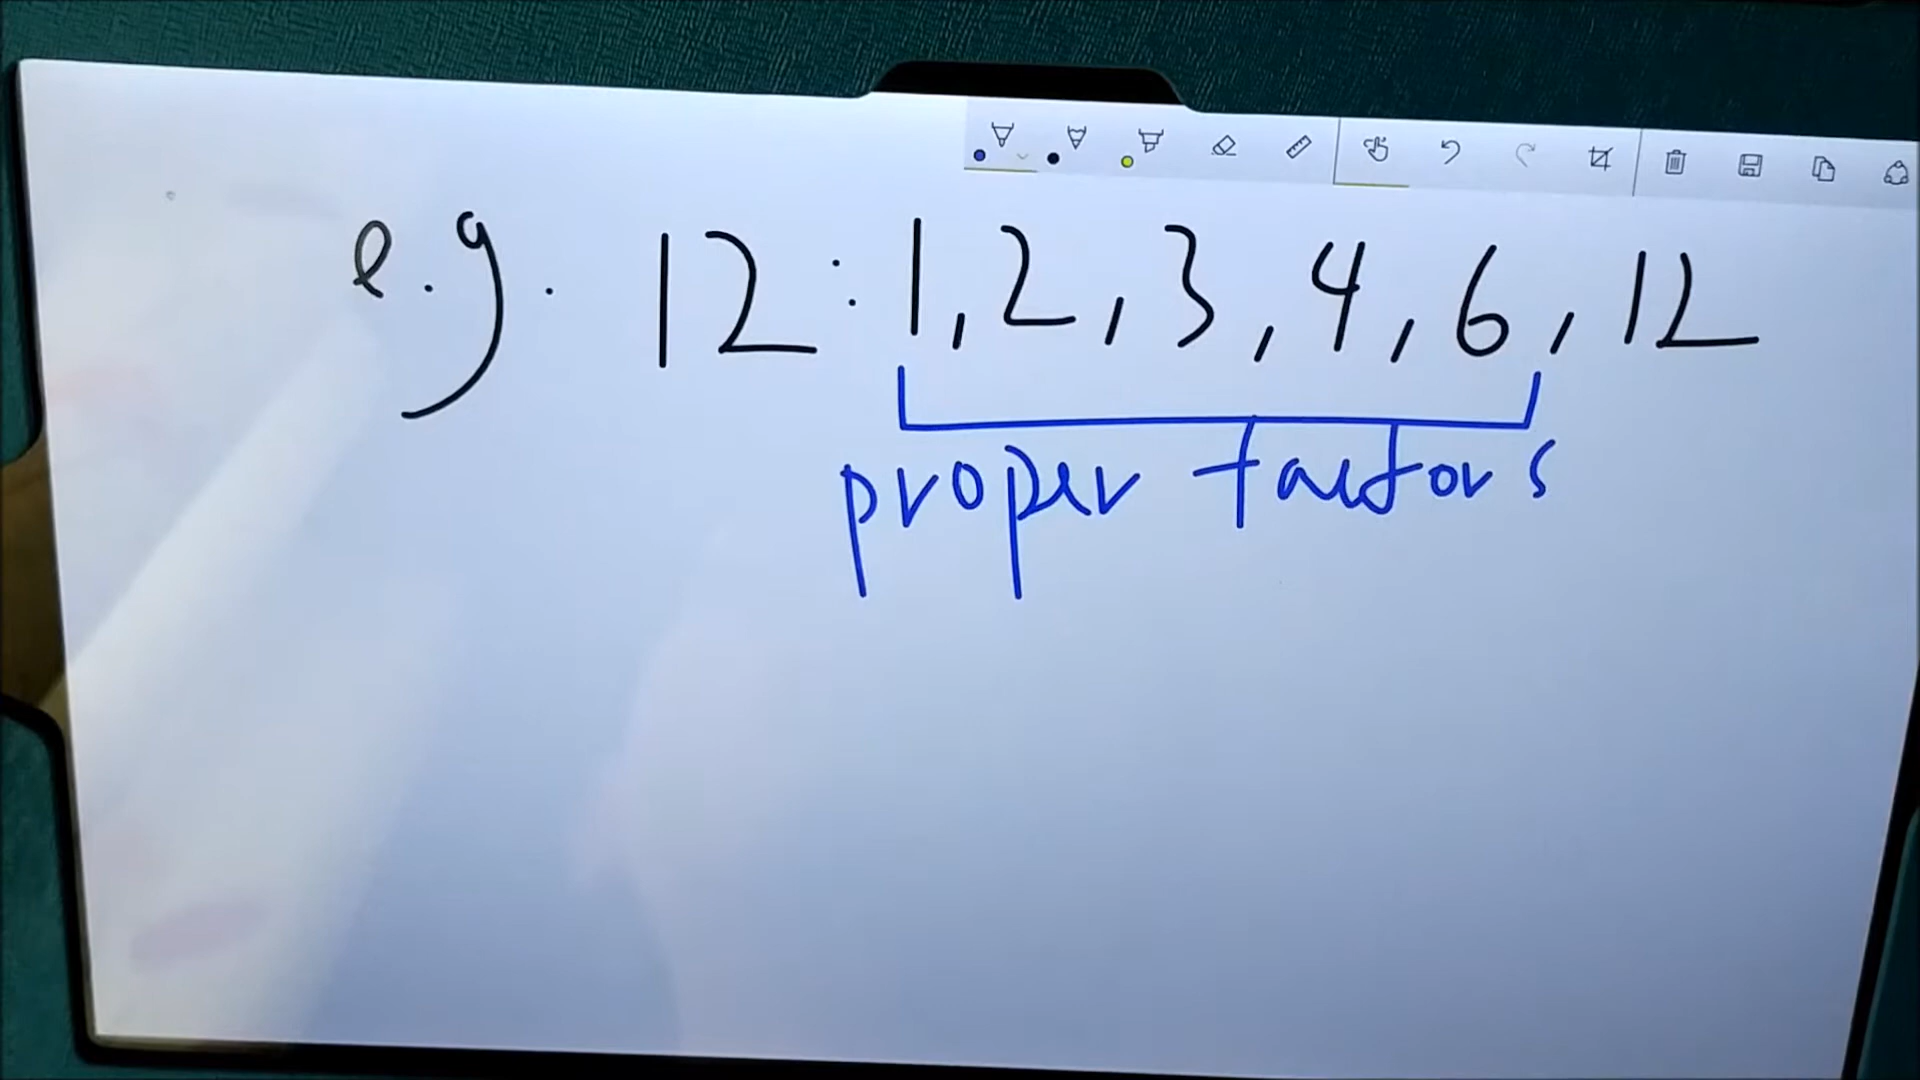 e.g. 12: 1, 2, 3, 4, 6, 12
proper factors